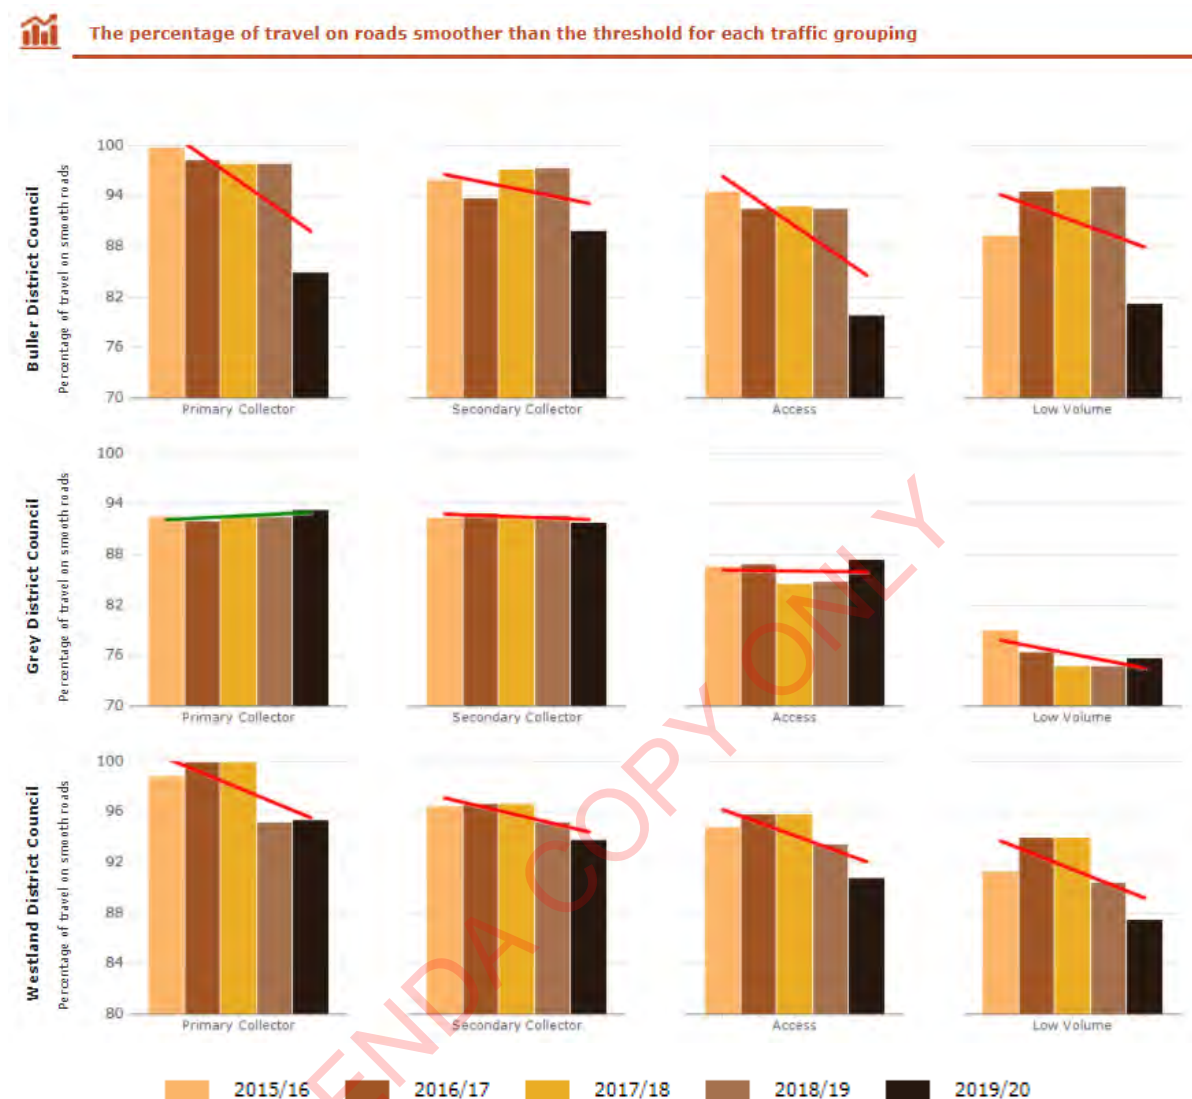 The percentage of travel on roads smoother than the threshold for each traffic grouping
Buller District Council
Percentage of travel on smooth roads
100
94
88
82
76
70
Primary Collector
Secondary Collector
Access
Low Volume
Grey District Council
Percentage of travel on smooth roads
100
94
88
82
76
70
Primary Collector
Secondary Collector
Access
Low Volume
Westland District Council
Percentage of travel on smooth roads
100
96
92
88
84
80
Primary Collector
Secondary Collector
Access
Low Volume
2015/16 2016/17 2017/18 2018/19 2019/20
ENDA COPY ONLY